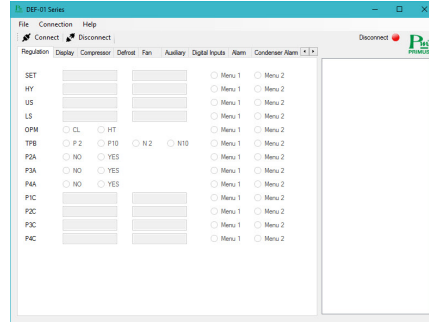 DEF-01 Series
File Connection Help
Connect Disconnect Disconnect
PRIMUS
Regulation Display Compressor Defrost Fan Auxiliary Digital Inputs Alarm Condenser Alarm
SET Menu 1 Menu 2
HY Menu 1 Menu 2
US Menu 1 Menu 2
LS Menu 1 Menu 2
OPM CL HT Menu 1 Menu 2
TPB P 2 P10 N 2 N10 Menu 1 Menu 2
P2A NO YES Menu 1 Menu 2
P3A NO YES Menu 1 Menu 2
P4A NO YES Menu 1 Menu 2
P1C Menu 1 Menu 2
P2C Menu 1 Menu 2
P3C Menu 1 Menu 2
P4C Menu 1 Menu 2